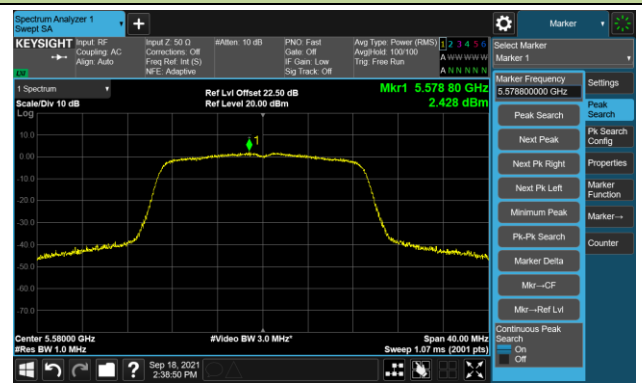 Spectrum Analyzer 1
Swept SA
Marker
KEYSIGHT
Input: RF
Coupling: AC
Align: Auto
Input Z: 50 Ω
Corrections: Off
Freq Ref: Int (S)
NFE: Adaptive
#Atten: 10 dB
PNO: Fast
Gate: Off
IF Gain: Low
Sig Track: Off
Avg Type: Power (RMS)
Avg|Hold: 100/100
Trig: Free Run
1 2 3 4 5 6
A W W W W W
A N N N N N
LXI
Select Marker
Marker 1
1 Spectrum
Scale/Div 10 dB
Log
Ref Lvl Offset 22.50 dB
Ref Level 20.00 dBm
Mkr1 5.578 80 GHz
2.428 dBm
1
10.0
0.00
-10.0
-20.0
-30.0
-40.0
-50.0
-60.0
-70.0
Marker Frequency
5.578800000 GHz
Peak Search
Next Peak
Next Pk Right
Next Pk Left
Minimum Peak
Pk-Pk Search
Marker Delta
Mkr→CF
Mkr→Ref Lvl
Continuous Peak
Search
On
Off
Settings
Peak
Search
Pk Search
Config
Properties
Marker
Function
Marker→
Counter
Center 5.58000 GHz
#Res BW 1.0 MHz
#Video BW 3.0 MHz*
Span 40.00 MHz
Sweep 1.07 ms (2001 pts)
?
Sep 18, 2021
2:38:50 PM